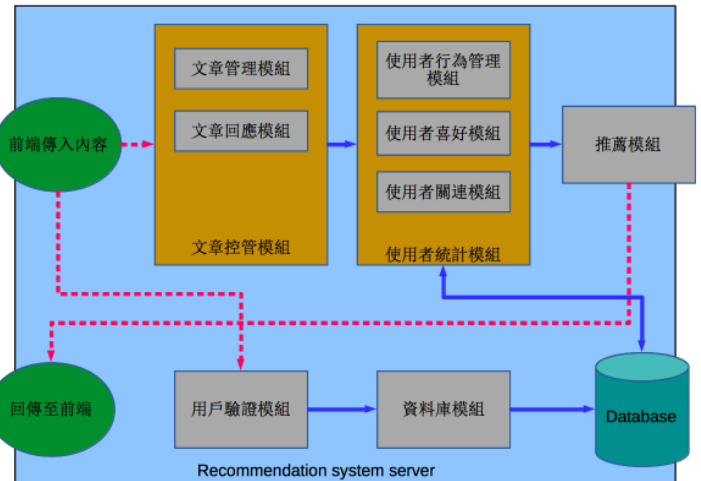 前端傳入內容
文章管理模組
文章回應模組
文章控管模組
使用者行為管理
模組
使用者喜好模組
使用者關連模組
使用者統計模組
推薦模組
回傳至前端
用戶驗證模組
資料庫模組
Database
Recommendation system server